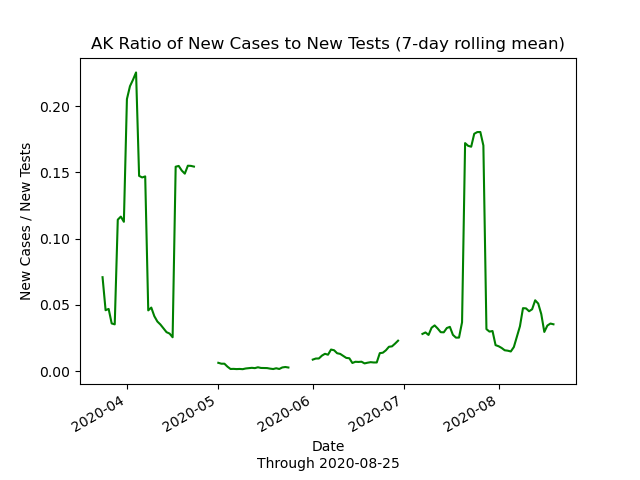 AK Ratio of New Cases to New Tests (7-day rolling mean)
New Cases / New Tests
0.20
0.15
0.10
0.05
0.00
2020-04
2020-05
2020-06
2020-07
2020-08
Date
Through 2020-08-25